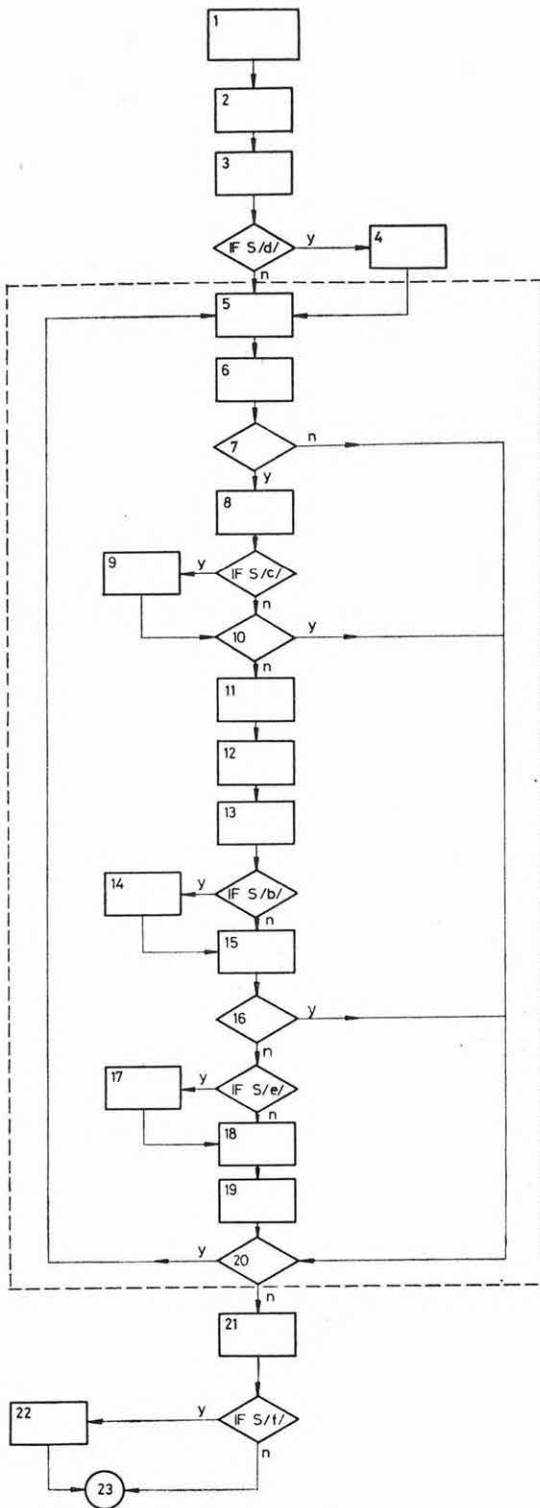 1
2
3
IF S/d/ y 4
n
5
6
7 n
y
8
9 y IF S/c/
n
10 y
n
11
12
13
14 y IF S/b/
n
15
16 y
n
17 y IF S/e/
n
18
19
y 20
n
21
22 y IF S/f/
n
23